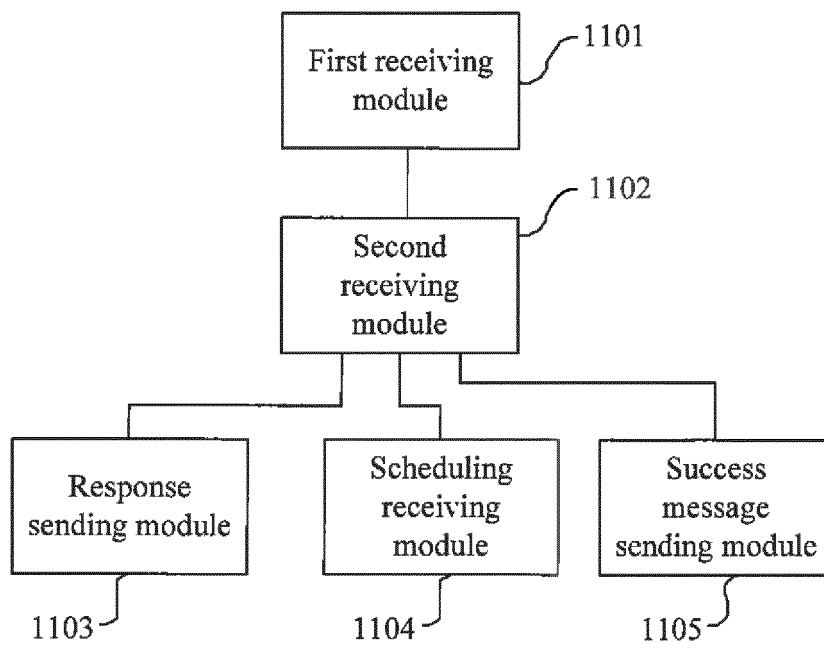 First receiving
module
1101
Second
receiving
module
1102
Response
sending module
1103
Scheduling
receiving
module
1104
Success
message
sending module
1105